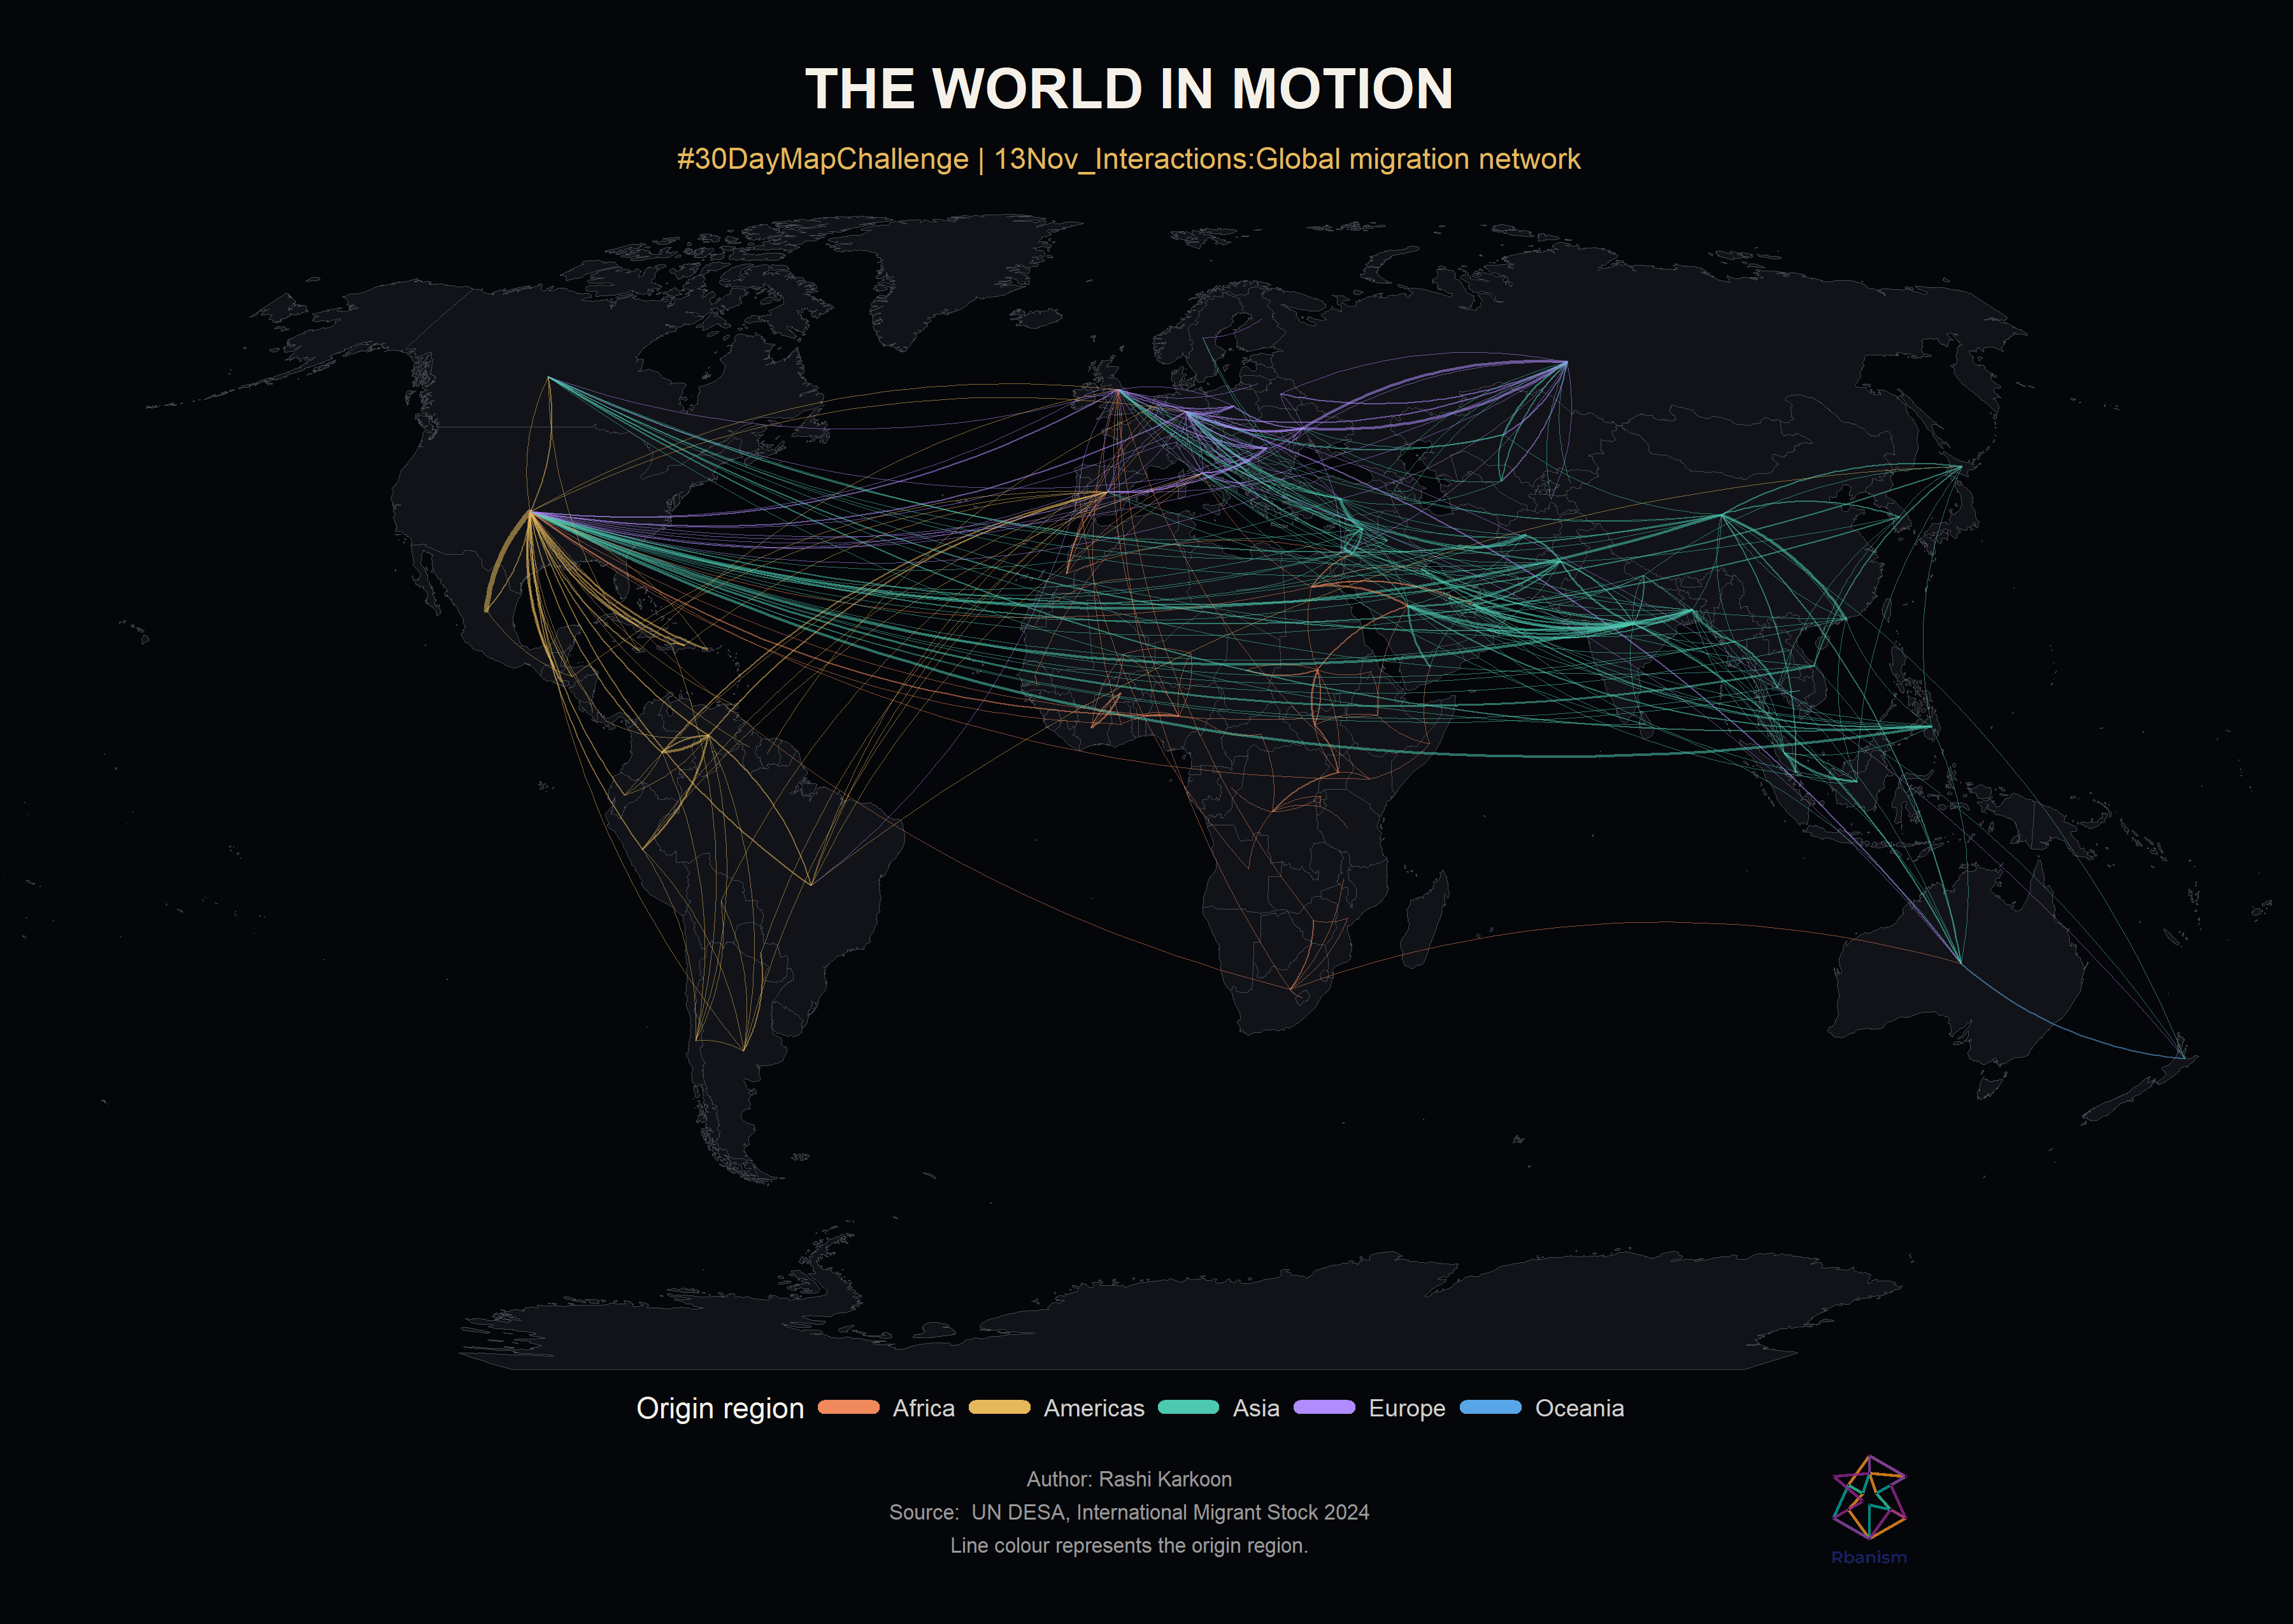 THE WORLD IN MOTION
#30DayMapChallenge | 13Nov_Interactions:Global migration network
Origin region Africa Americas Asia Europe Oceania
Author: Rashi Karkoon
Source:  UN DESA, International Migrant Stock 2024
Line colour represents the origin region.
Rbanism